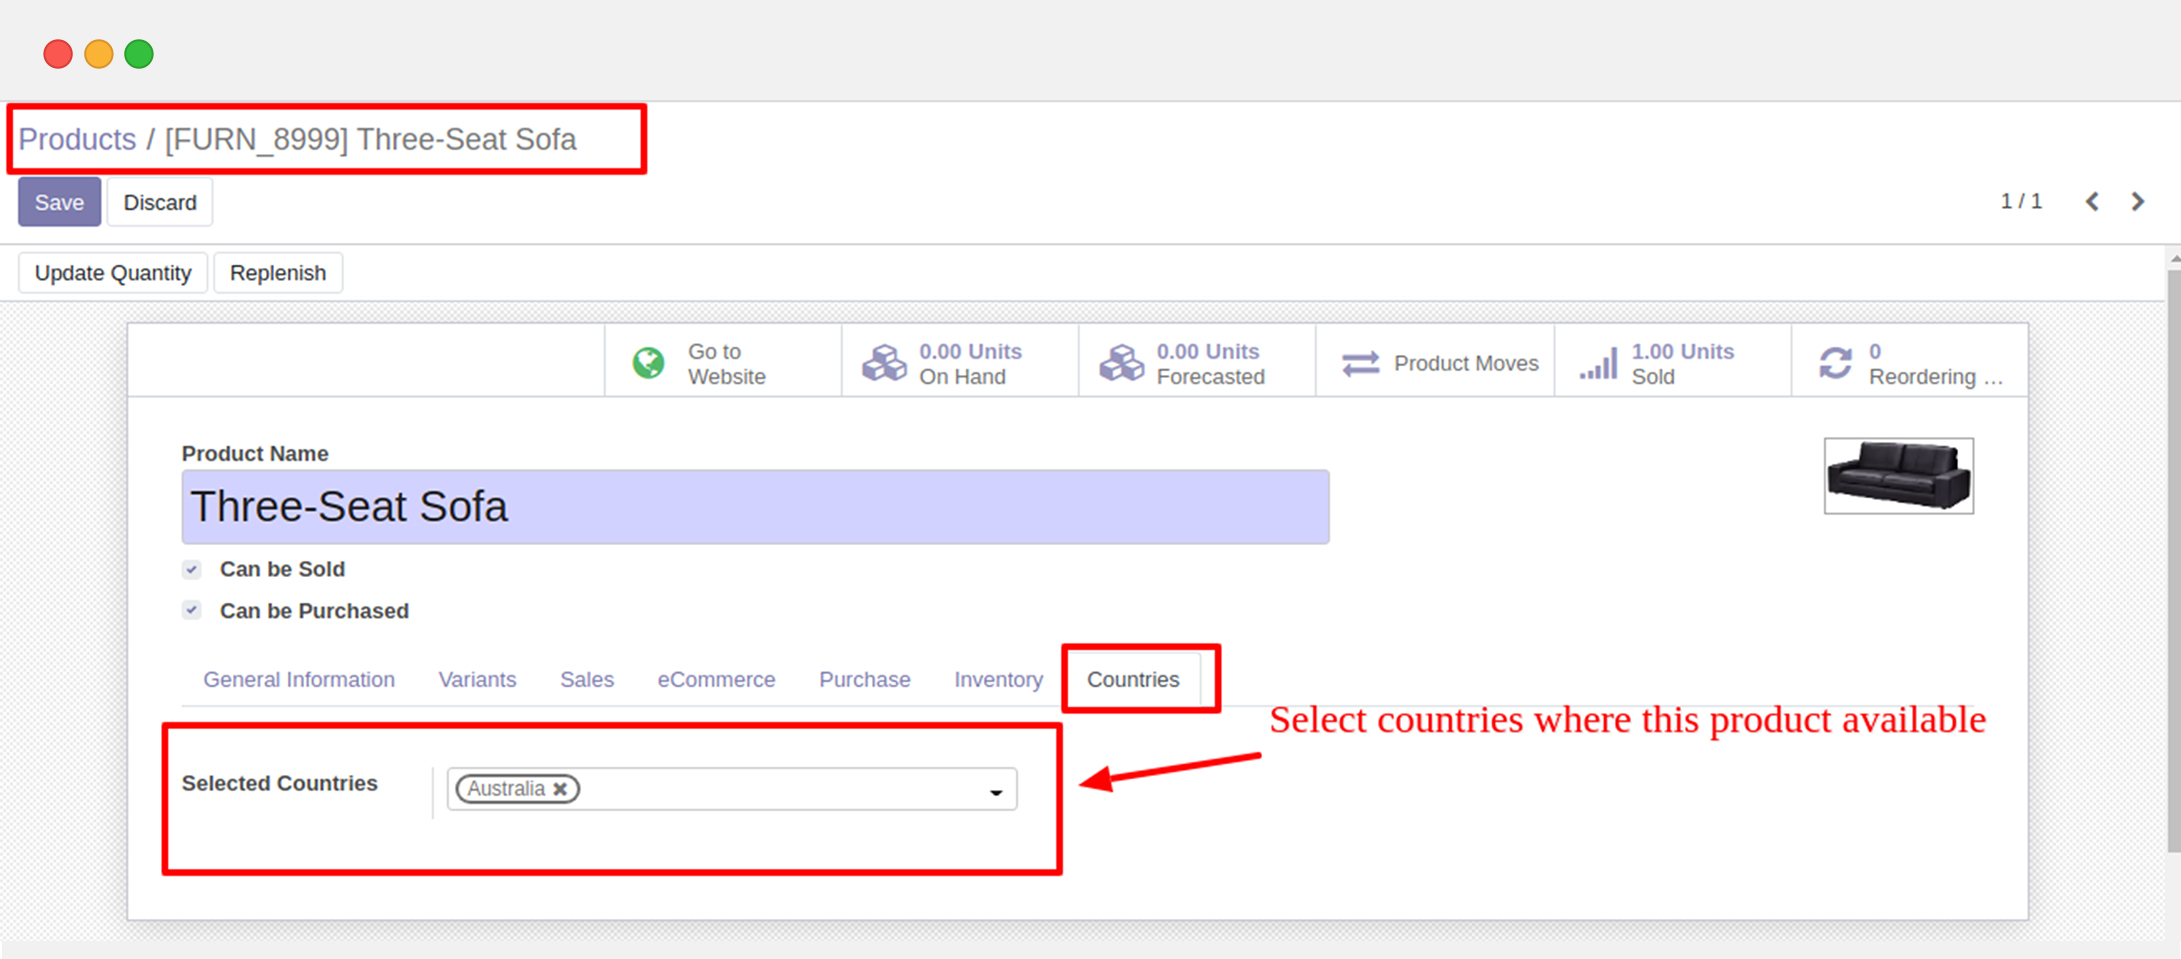 Products / [FURN_8999] Three-Seat Sofa
Save Discard 1 / 1
Update Quantity Replenish
Go to Website
0.00 Units On Hand
0.00 Units Forecasted
Product Moves
1.00 Units Sold
0 Reordering ...
Product Name
Three-Seat Sofa
Can be Sold
Can be Purchased
General Information Variants Sales eCommerce Purchase Inventory Countries
Select countries where this product available
Selected Countries Australia